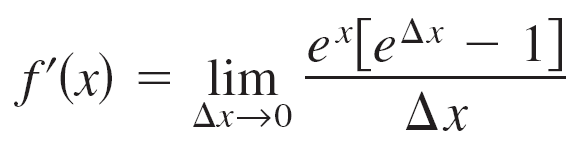 f′(x) = lim_{Δx→0} e^x[e^{Δx} − 1] / Δx